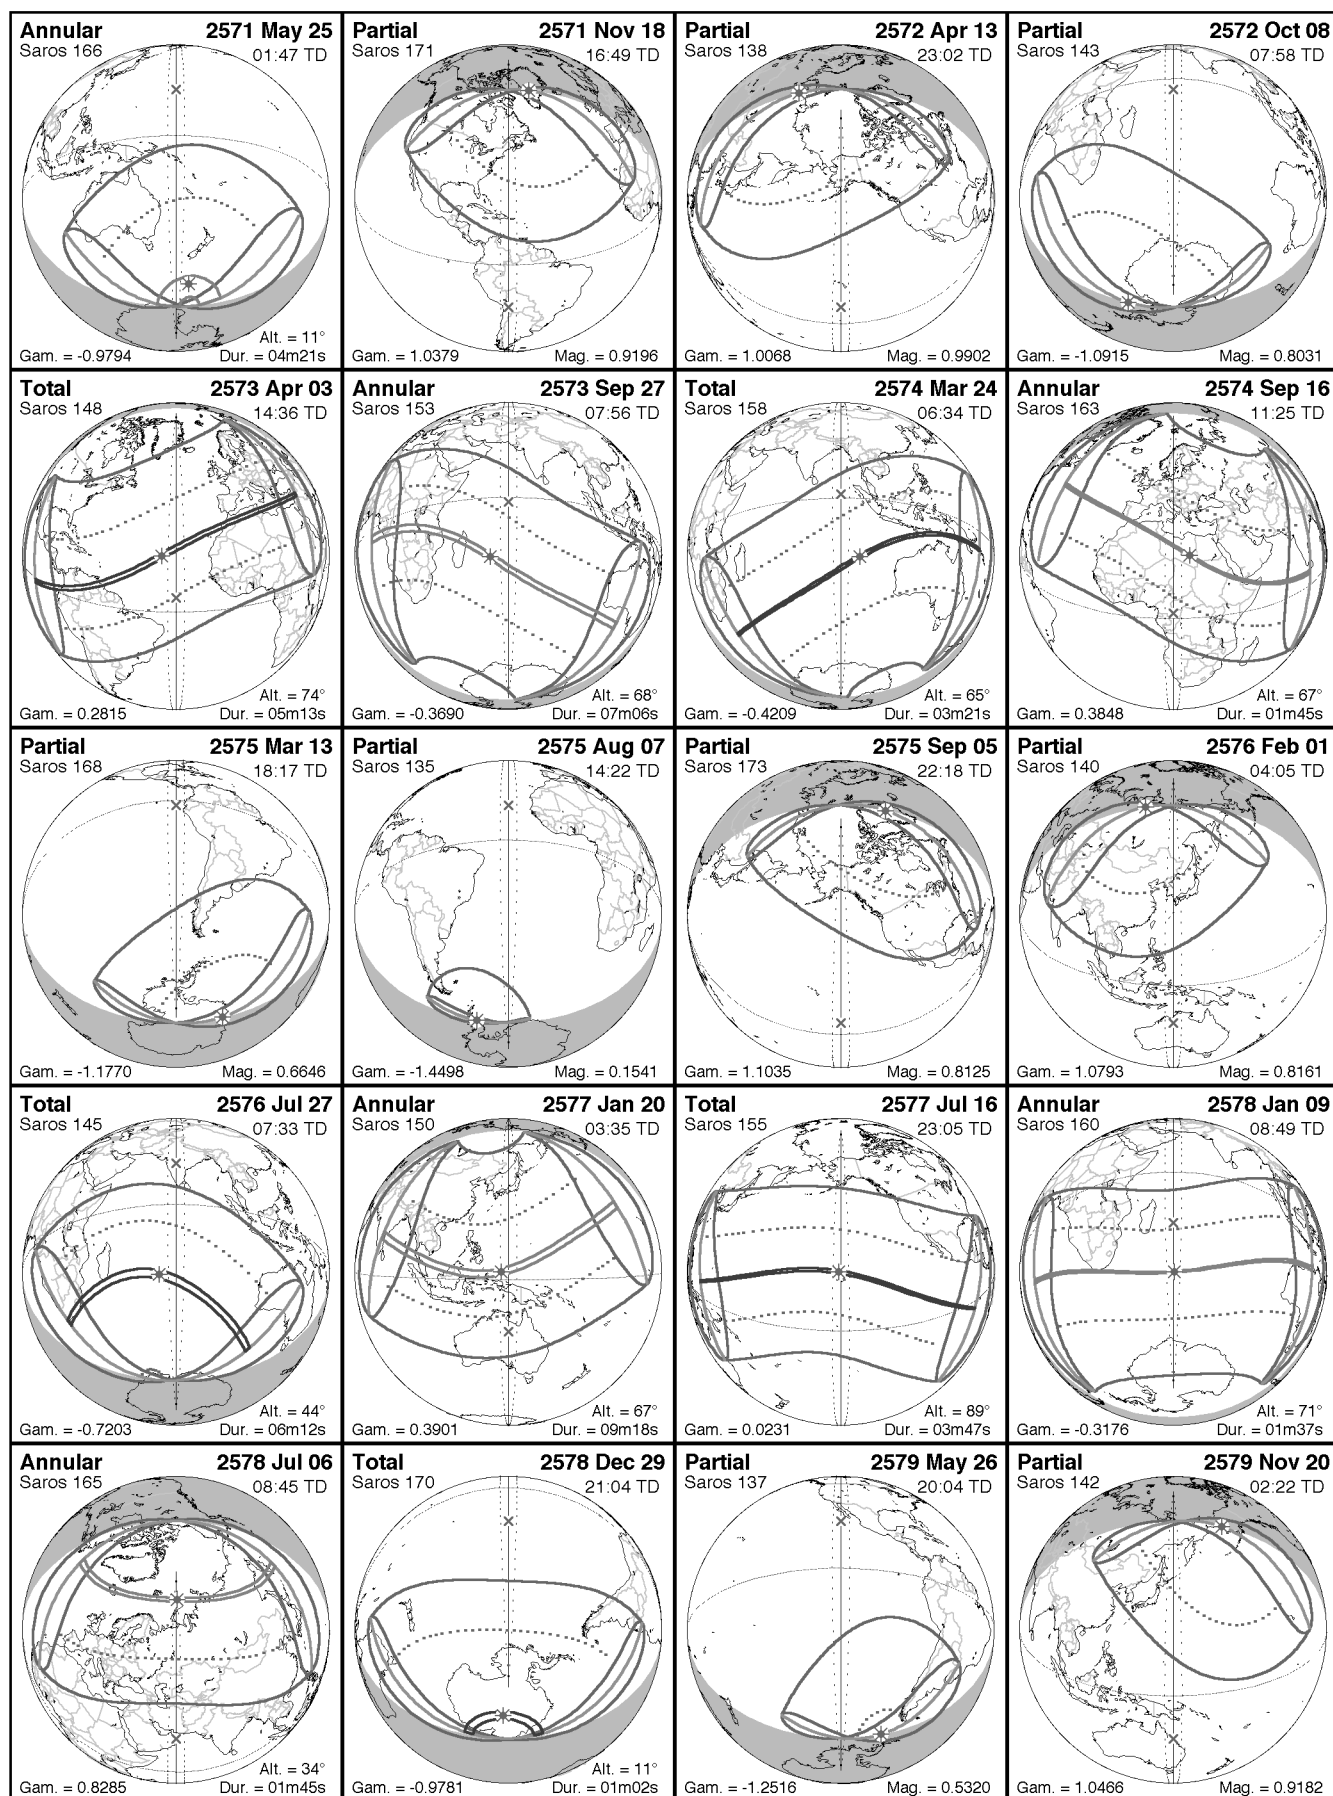 Annular 2571 May 25
Saros 166 01:47 TD
Alt. = 11°
Gam. = -0.9794 Dur. = 04m21s
Partial 2571 Nov 18
Saros 171 16:49 TD
Gam. = 1.0379 Mag. = 0.9196
Partial 2572 Apr 13
Saros 138 23:02 TD
Gam. = 1.0068 Mag. = 0.9902
Partial 2572 Oct 08
Saros 143 07:58 TD
Gam. = -1.0915 Mag. = 0.8031
Total 2573 Apr 03
Saros 148 14:36 TD
Alt. = 74°
Gam. = 0.2815 Dur. = 05m13s
Annular 2573 Sep 27
Saros 153 07:56 TD
Alt. = 68°
Gam. = -0.3690 Dur. = 07m06s
Total 2574 Mar 24
Saros 158 06:34 TD
Alt. = 65°
Gam. = -0.4209 Dur. = 03m21s
Annular 2574 Sep 16
Saros 163 11:25 TD
Alt. = 67°
Gam. = 0.3848 Dur. = 01m45s
Partial 2575 Mar 13
Saros 168 18:17 TD
Gam. = -1.1770 Mag. = 0.6646
Partial 2575 Aug 07
Saros 135 14:22 TD
Gam. = -1.4498 Mag. = 0.1541
Partial 2575 Sep 05
Saros 173 22:18 TD
Gam. = 1.1035 Mag. = 0.8125
Partial 2576 Feb 01
Saros 140 04:05 TD
Gam. = 1.0793 Mag. = 0.8161
Total 2576 Jul 27
Saros 145 07:33 TD
Alt. = 44°
Gam. = -0.7203 Dur. = 06m12s
Annular 2577 Jan 20
Saros 150 03:35 TD
Alt. = 67°
Gam. = 0.3901 Dur. = 09m18s
Total 2577 Jul 16
Saros 155 23:05 TD
Alt. = 89°
Gam. = 0.0231 Dur. = 03m47s
Annular 2578 Jan 09
Saros 160 08:49 TD
Alt. = 71°
Gam. = -0.3176 Dur. = 01m37s
Annular 2578 Jul 06
Saros 165 08:45 TD
Alt. = 34°
Gam. = 0.8285 Dur. = 01m45s
Total 2578 Dec 29
Saros 170 21:04 TD
Alt. = 11°
Gam. = -0.9781 Dur. = 01m02s
Partial 2579 May 26
Saros 137 20:04 TD
Gam. = -1.2516 Mag. = 0.5320
Partial 2579 Nov 20
Saros 142 02:22 TD
Gam. = 1.0466 Mag. = 0.9182